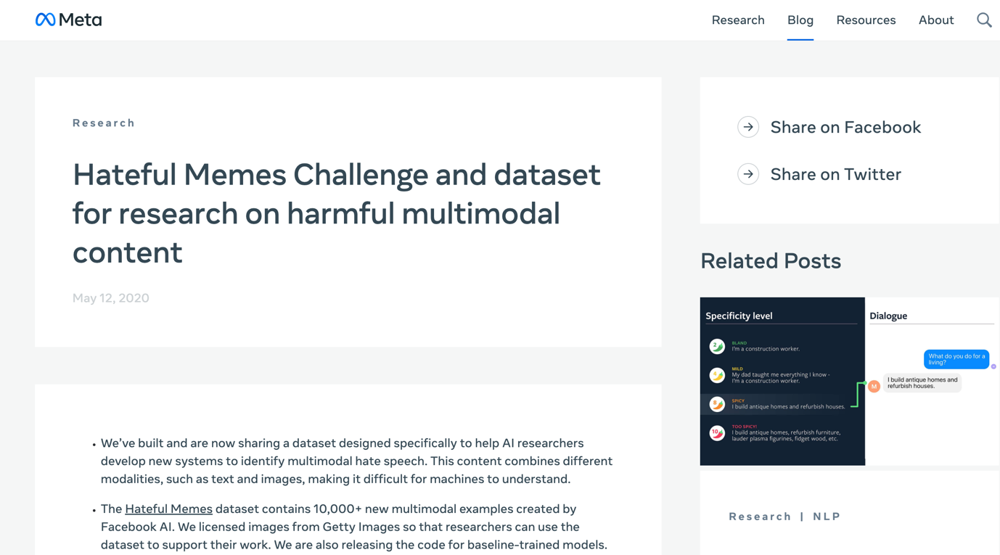 Meta
Research Blog Resources About
Research
Hateful Memes Challenge and dataset
for research on harmful multimodal
content
May 12, 2020
We’ve built and are now sharing a dataset designed specifically to help AI researchers
develop new systems to identify multimodal hate speech. This content combines different
modalities, such as text and images, making it difficult for machines to understand.
The Hateful Memes dataset contains 10,000+ new multimodal examples created by
Facebook AI. We licensed images from Getty Images so that researchers can use the
dataset to support their work. We are also releasing the code for baseline-trained models.
Share on Facebook
Share on Twitter
Related Posts
Specificity level
2
BLAND
I’m a construction worker.
4
MILD
My dad taught me everything I know -
I’m a construction worker.
8
SPICY
I build antique homes and refurbish houses.
10
TOO SPICY!
I build antique homes, refurbish furniture,
lauder plasma figurines, fidget wood, etc.
Dialogue
What do you do for a
living?
M
I build antique homes and
refurbish houses.
Research | NLP